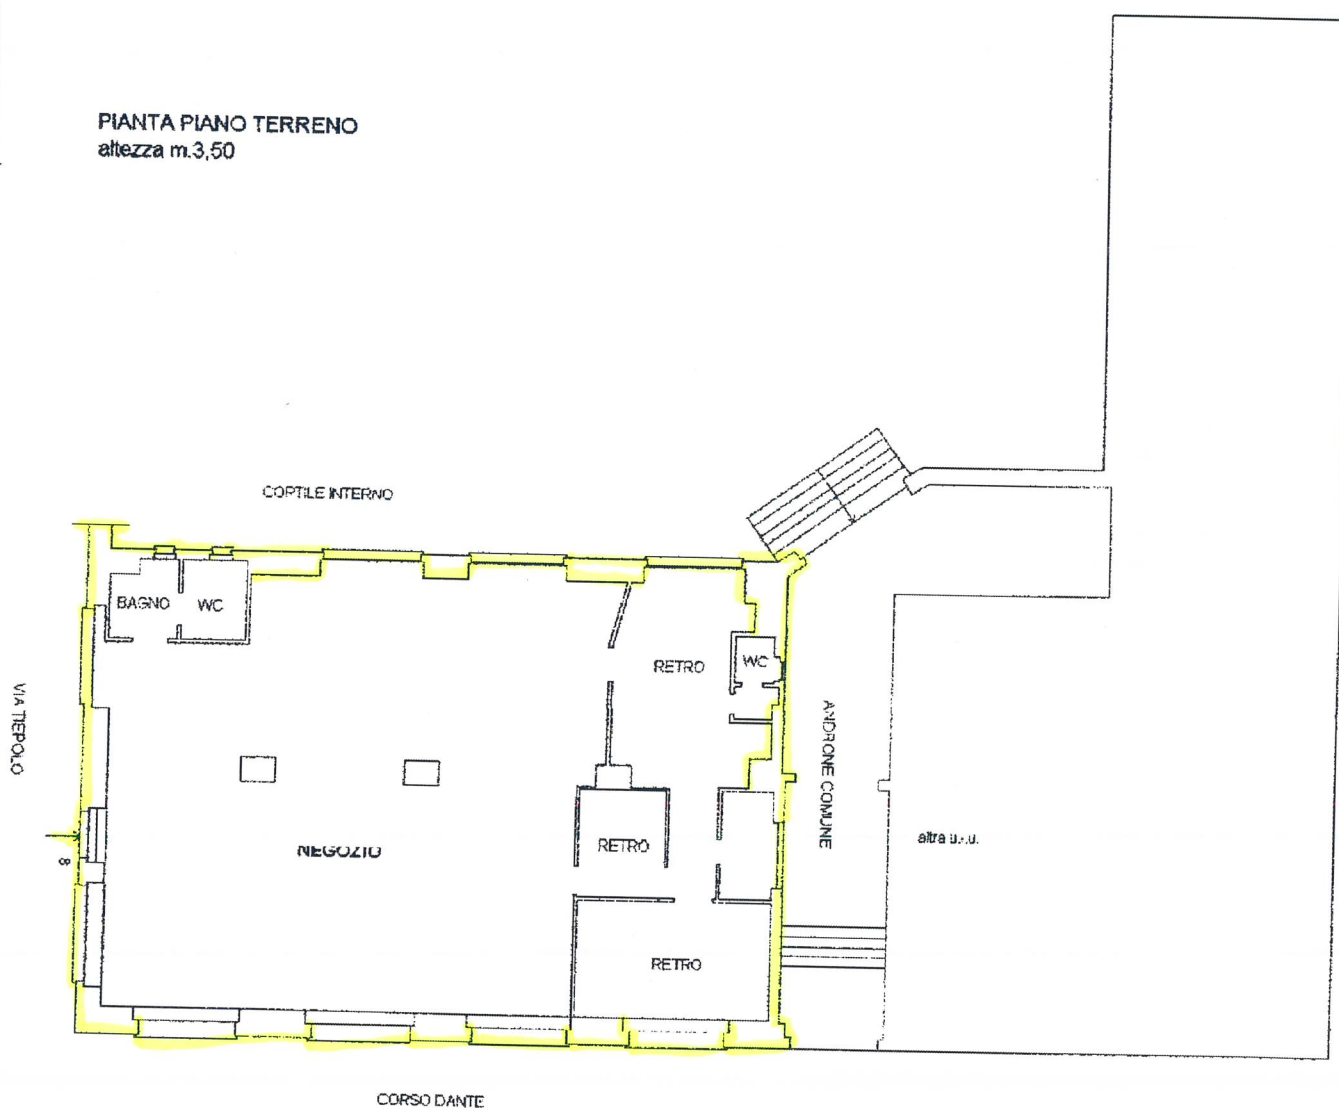 PIANTA PIANO TERRENO
altezza m.3,50
CORTILE INTERNO
BAGNO
WC
RETRO
WC
VIA TIEPOLO
ANDRONE COMUNE
8
NEGOZIO
RETRO
altra u.i.u.
RETRO
CORSO DANTE